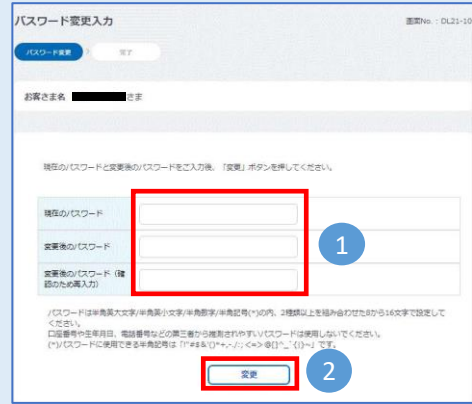 パスワード変更入力
画面No.：DL21-10
パスワード変更
完了
お客さま名
さま
現在のパスワードと変更後のパスワードをご入力後、「変更」ボタンを押してください。
現在のパスワード
変更後のパスワード
変更後のパスワード（確
認のため再入力）
1
パスワードは半角英大文字/半角英小文字/半角数字/半角記号(*)の内、2種類以上を組み合わせた8から16文字で設定して
ください。
口座番号や生年月日、電話番号などの第三者から推測されやすいパスワードは使用しないでください。
(*)パスワードに使用できる半角記号は「!"#$&'()*+,-./:;<=>@[]^_`{|}~」です。
変更
2